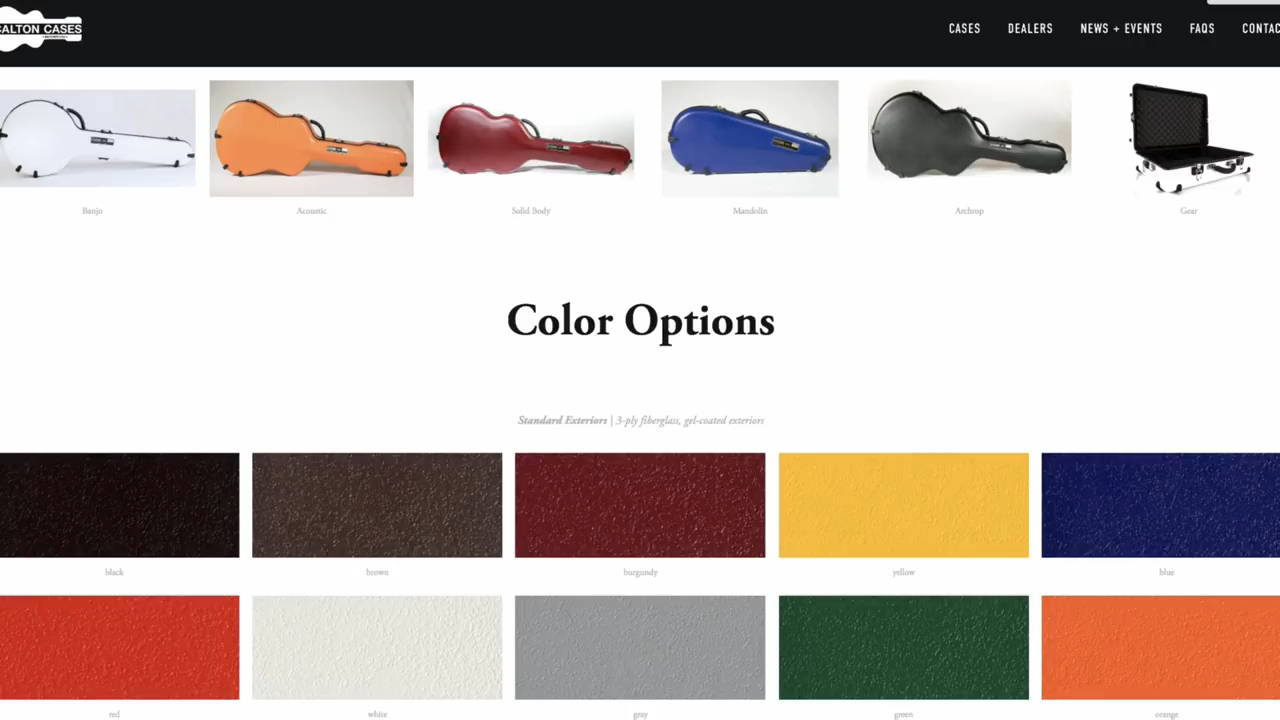 CALTON CASES
CASES DEALERS NEWS + EVENTS FAQS CONTAC
Banjo Acoustic Solid Body Mandolin Archtop Gear
Color Options
Standard Exteriors | 3-ply fiberglass, gel-coated exteriors
black brown burgundy yellow blue
red white gray green orange